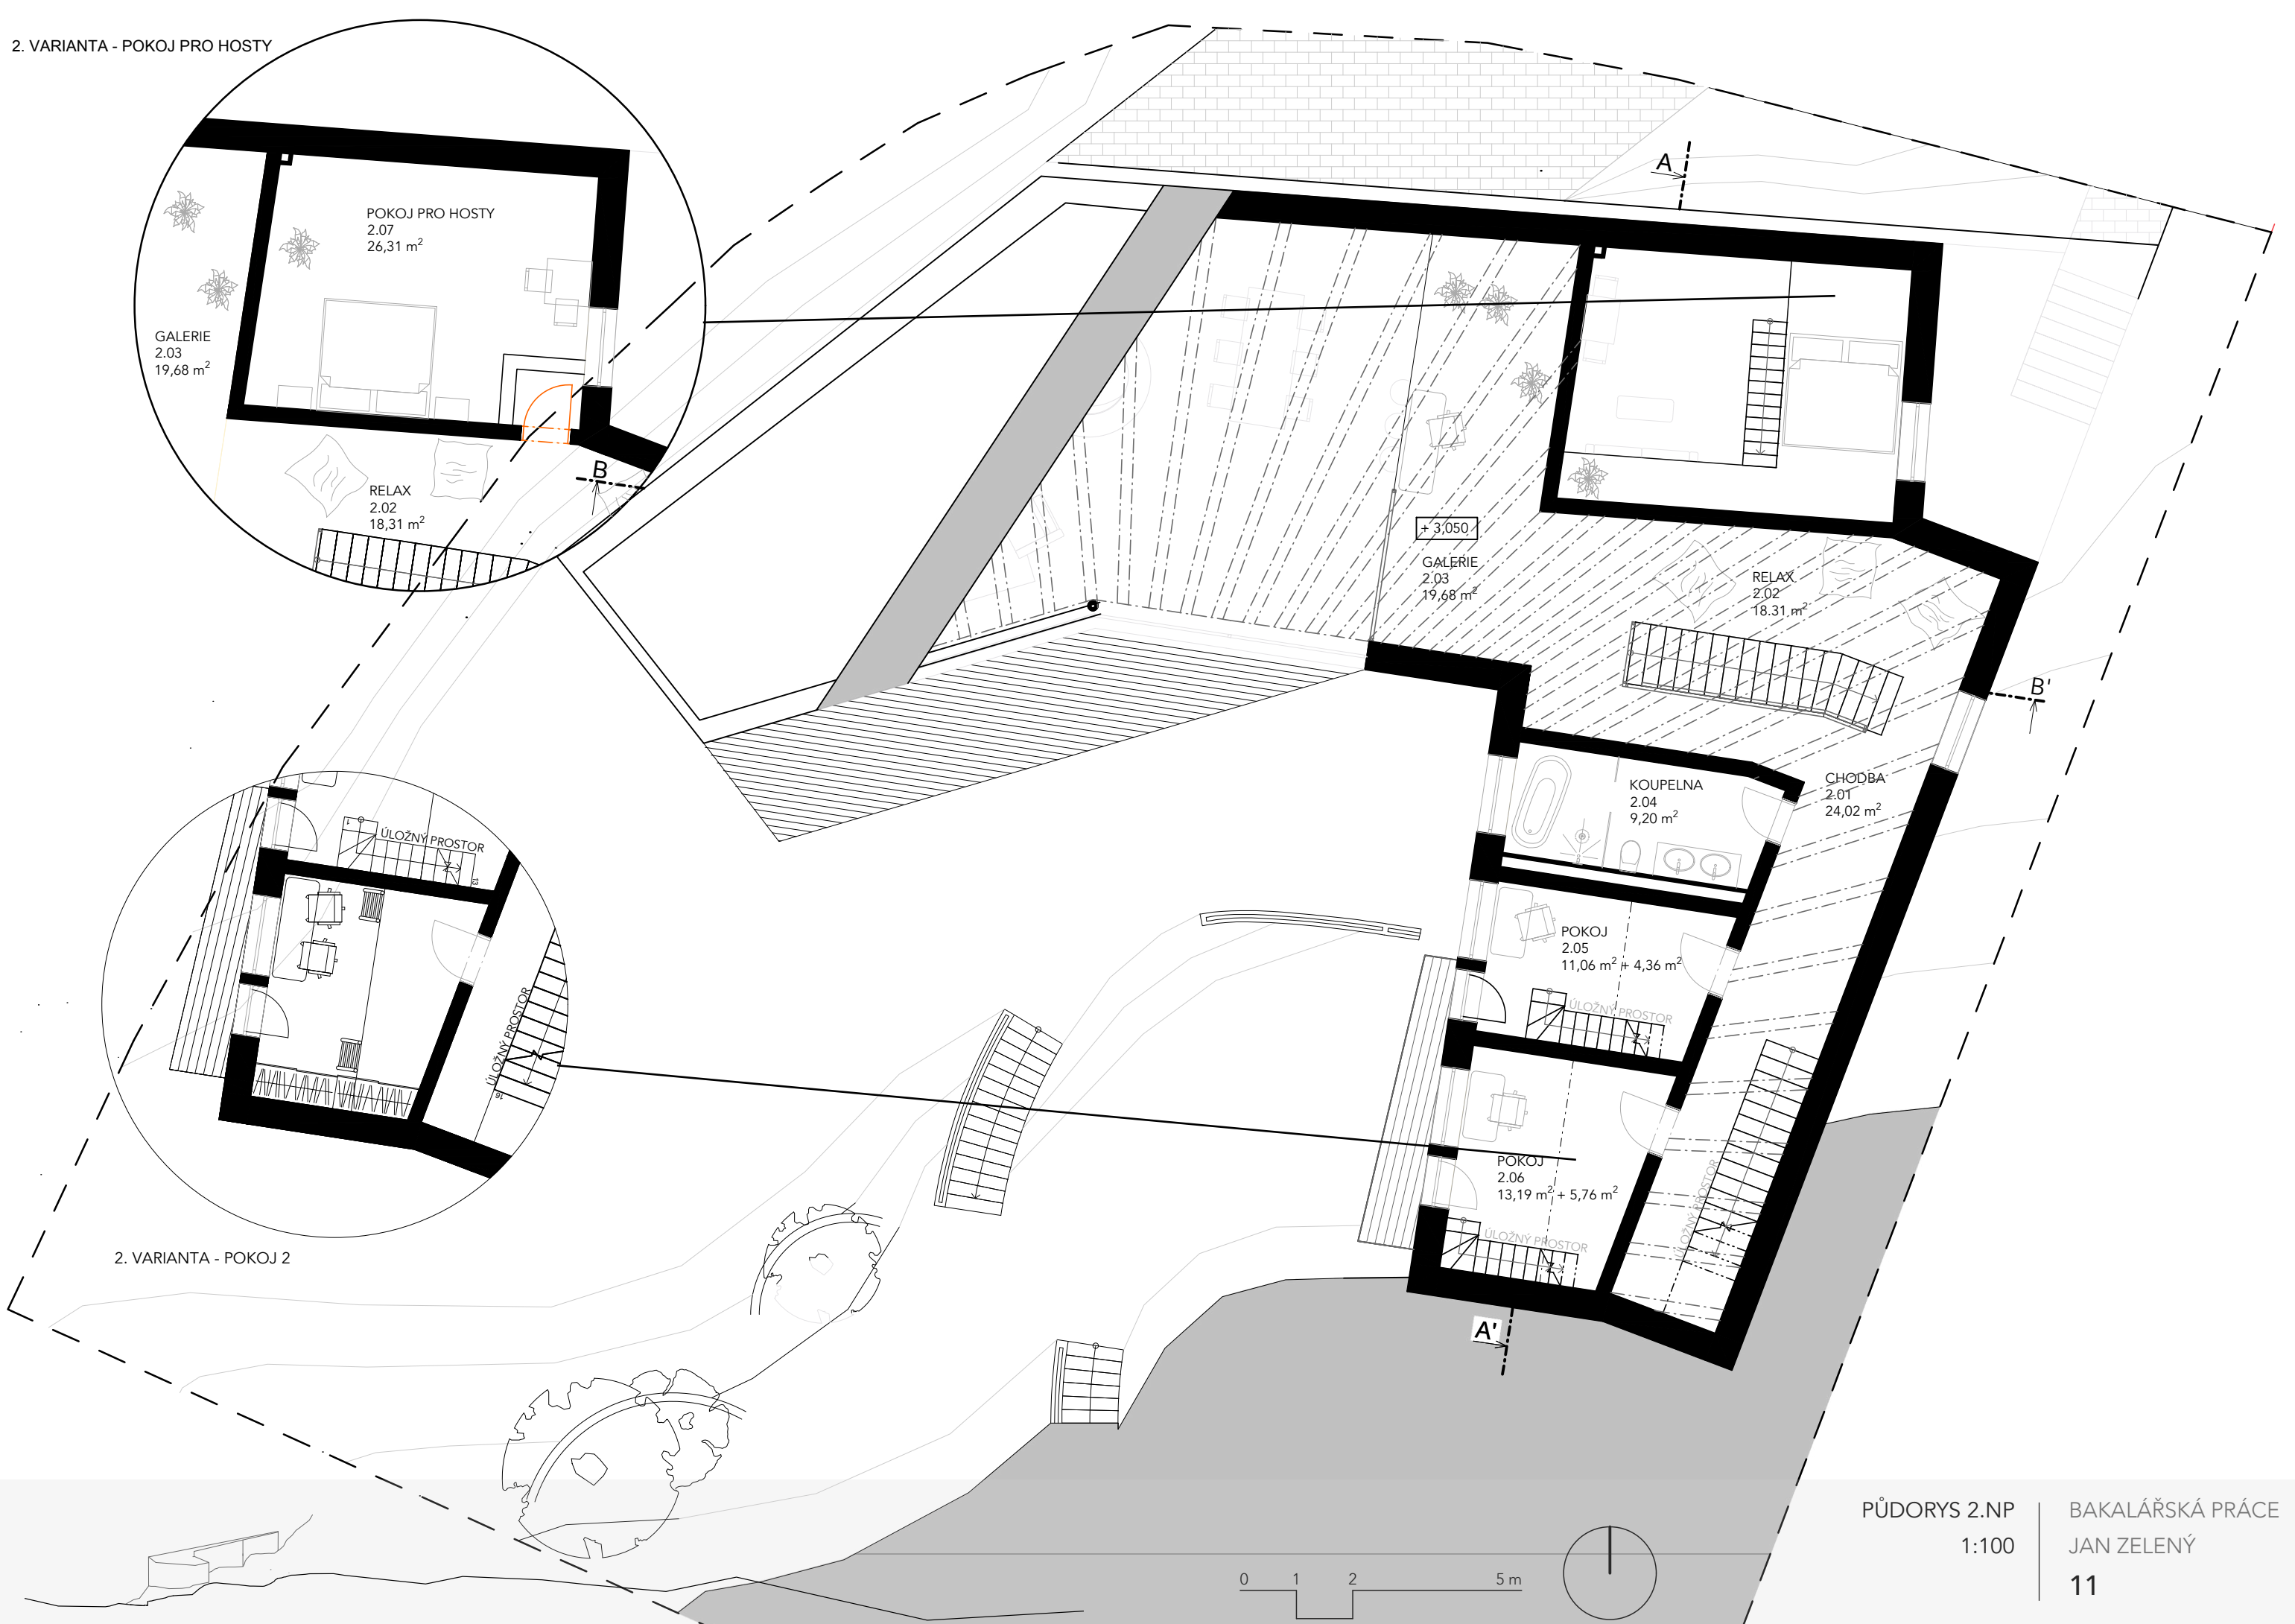 2. VARIANTA - POKOJ PRO HOSTY
POKOJ PRO HOSTY
2.07
26,31 m²
GALERIE
2.03
19,68 m²
RELAX
2.02
18,31 m²
B
A
+ 3,050
GALERIE
2.03
19,68 m²
RELAX
2.02
18.31 m²
B'
KOUPELNA
2.04
9,20 m²
CHODBA
2.01
24,02 m²
POKOJ
2.05
11,06 m² + 4,36 m²
ÚLOŽNÝ PROSTOR
POKOJ
2.06
13,19 m² + 5,76 m²
ÚLOŽNÝ PROSTOR
ÚLOŽNÝ PROSTOR
A'
1
ÚLOŽNÝ PROSTOR
13
ÚLOŽNÝ PROSTOR
16
2. VARIANTA - POKOJ 2
0 1 2 5 m
PŮDORYS 2.NP
1:100
BAKALÁŘSKÁ PRÁCE
JAN ZELENÝ
11